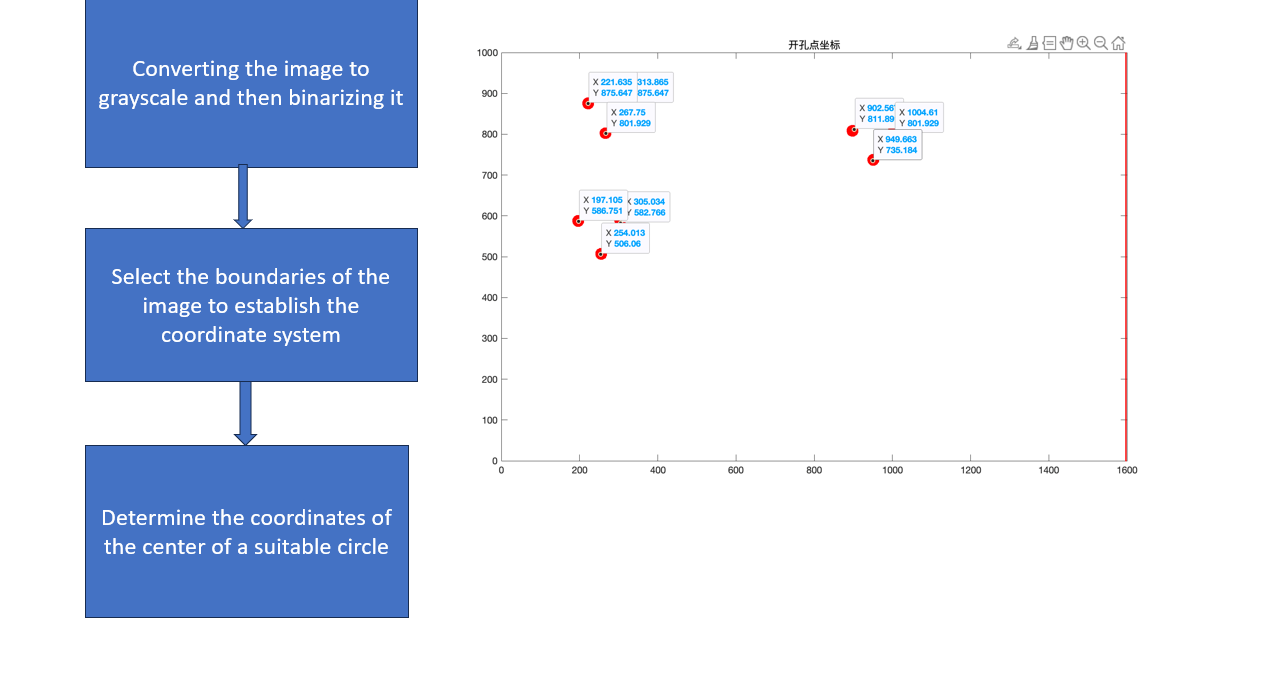 Converting the image to
grayscale and then binarizing it
Select the boundaries of the
image to establish the
coordinate system
Determine the coordinates of
the center of a suitable circle
开孔点坐标
1000
900
800
700
600
500
400
300
200
100
0
0
200
400
600
800
1000
1200
1400
1600
X 221.635
Y 875.647
313.865
875.647
X 267.75
Y 801.929
X 902.56
Y 811.89
X 1004.61
Y 801.929
X 949.663
Y 735.184
X 197.105
Y 586.751
X 305.034
Y 582.766
X 254.013
Y 506.06